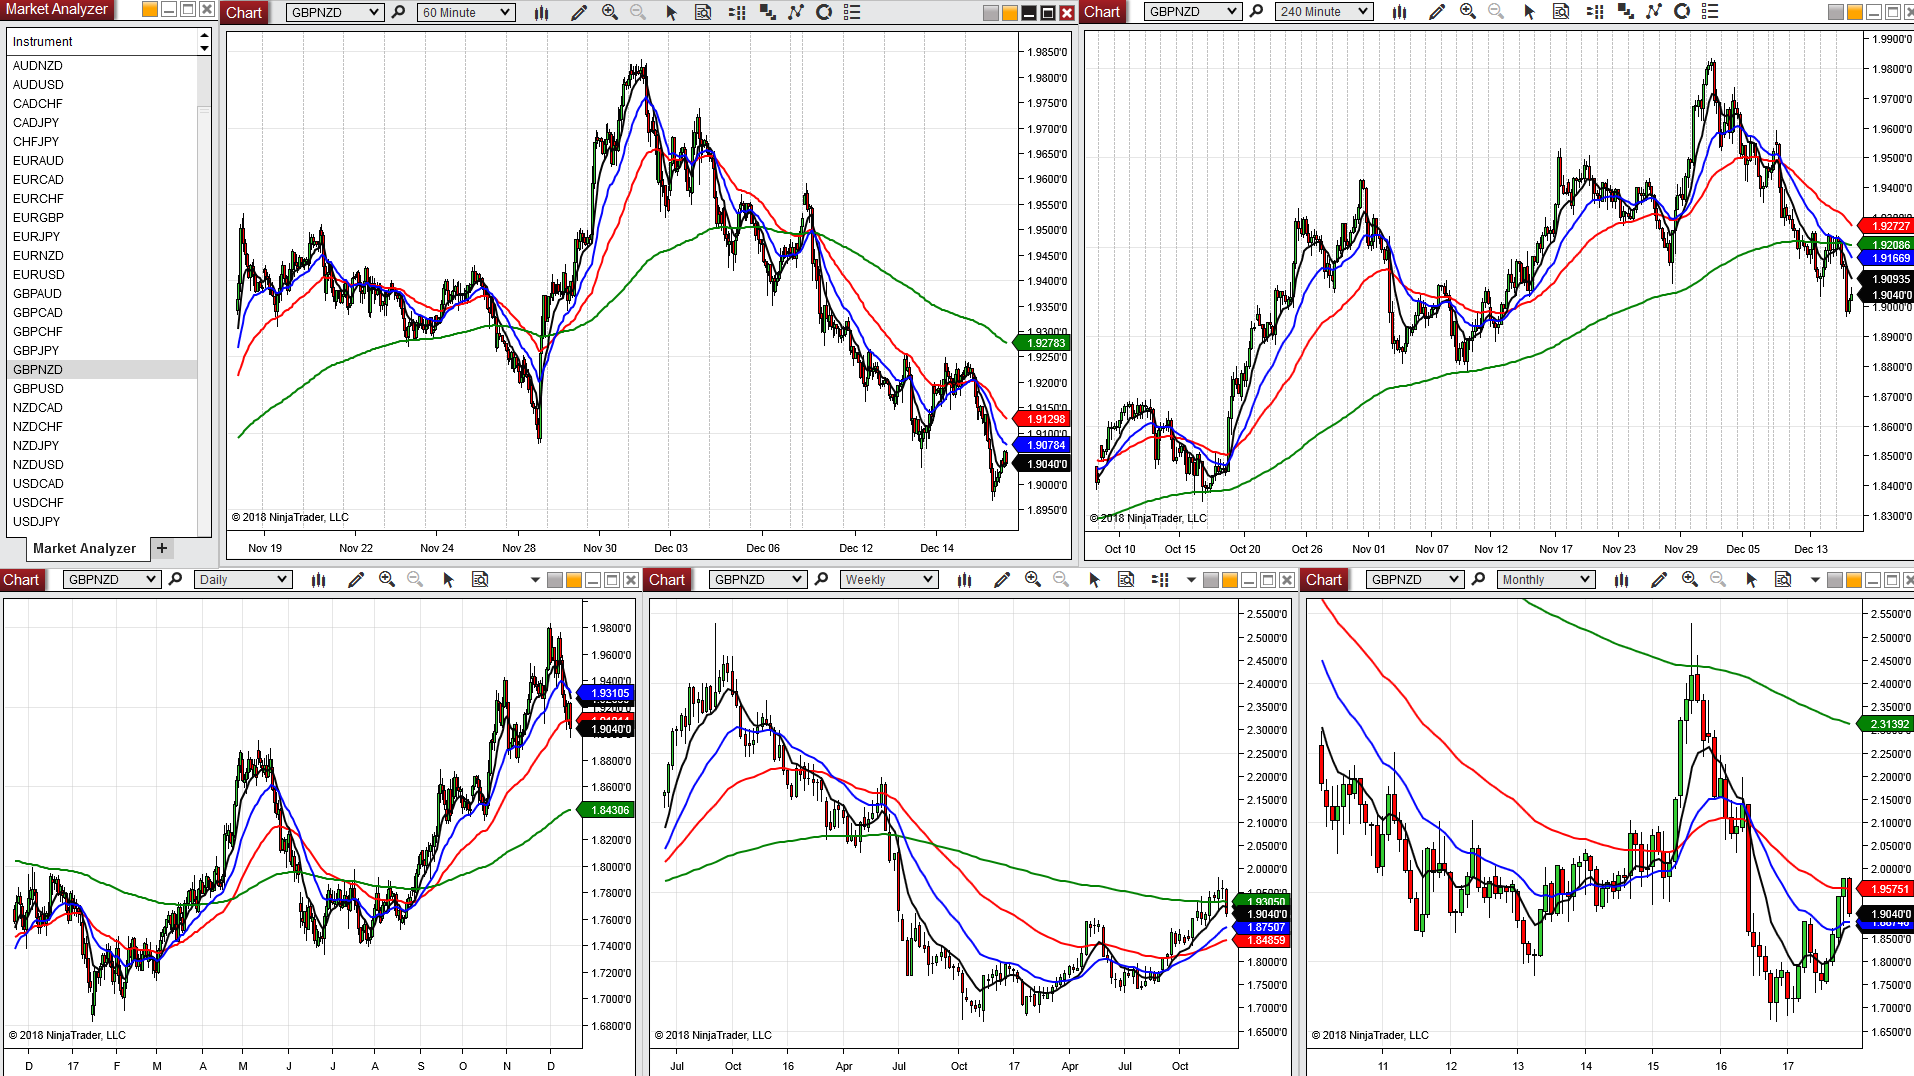 Market Analyzer
Instrument
AUDNZD
AUDUSD
CADCHF
CADJPY
CHFJPY
EURAUD
EURCAD
EURCHF
EURGBP
EURJPY
EURNZD
EURUSD
GBPAUD
GBPCAD
GBPCHF
GBPJPY
GBPNZD
GBPUSD
NZDCAD
NZDCHF
NZDJPY
NZDUSD
USDCAD
USDCHF
USDJPY
Market Analyzer +
Chart GBPNZD 60 Minute
1.9850'0
1.9800'0
1.9750'0
1.9700'0
1.9650'0
1.9600'0
1.9550'0
1.9500'0
1.9450'0
1.9400'0
1.9350'0
1.9300'0
1.92783
1.9250'0
1.9200'0
1.9150'0
1.91298
1.9100'0
1.90784
1.9040'0
1.9000'0
1.8950'0
© 2018 NinjaTrader, LLC
Nov 19 Nov 22 Nov 24 Nov 28 Nov 30 Dec 03 Dec 06 Dec 12 Dec 14
Chart GBPNZD 240 Minute
1.9900'0
1.9800'0
1.9700'0
1.9600'0
1.9500'0
1.9400'0
1.92727
1.92086
1.91669
1.90935
1.9040'0
1.9000'0
1.8900'0
1.8800'0
1.8700'0
1.8600'0
1.8500'0
1.8400'0
1.8300'0
© 2018 NinjaTrader, LLC
Oct 10 Oct 15 Oct 20 Oct 26 Nov 01 Nov 07 Nov 12 Nov 17 Nov 23 Nov 29 Dec 05 Dec 13
Chart GBPNZD Daily
1.9800'0
1.9600'0
1.9400'0
1.93105
1.9040'0
1.8800'0
1.8600'0
1.84306
1.8200'0
1.8000'0
1.7800'0
1.7600'0
1.7400'0
1.7200'0
1.7000'0
1.6800'0
© 2018 NinjaTrader, LLC
D 17 F M A M J J A S O N D
Chart GBPNZD Weekly
2.5500'0
2.5000'0
2.4500'0
2.4000'0
2.3500'0
2.3000'0
2.2500'0
2.2000'0
2.1500'0
2.1000'0
2.0500'0
2.0000'0
1.93050
1.9040'0
1.87507
1.84859
1.8000'0
1.7500'0
1.7000'0
1.6500'0
© 2018 NinjaTrader, LLC
Jul Oct 16 Apr Jul Oct 17 Apr Jul Oct
Chart GBPNZD Monthly
2.5500'0
2.5000'0
2.4500'0
2.4000'0
2.3500'0
2.31392
2.2500'0
2.2000'0
2.1500'0
2.1000'0
2.0500'0
2.0000'0
1.95751
1.9040'0
1.8500'0
1.8000'0
1.7500'0
1.7000'0
1.6500'0
© 2018 NinjaTrader, LLC
11 12 13 14 15 16 17